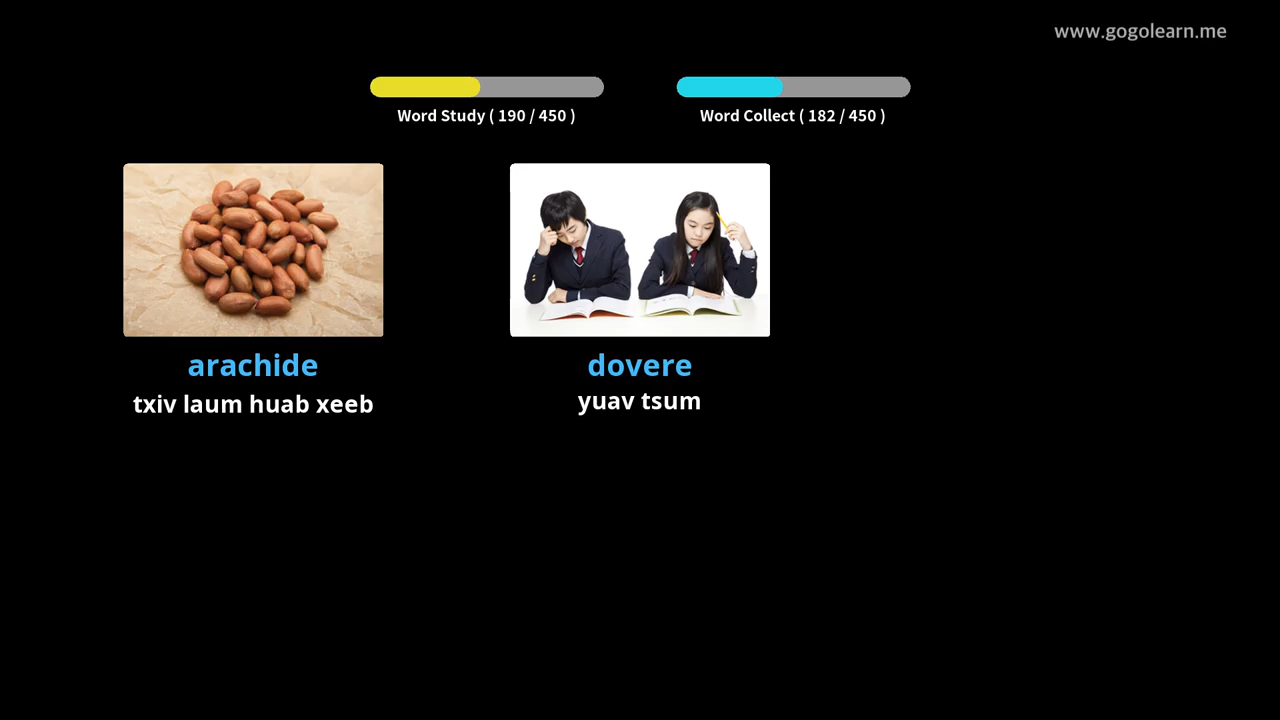 www.gogolearn.me
Word Study ( 190 / 450 )
Word Collect ( 182 / 450 )
arachide
txiv laum huab xeeb
dovere
yuav tsum